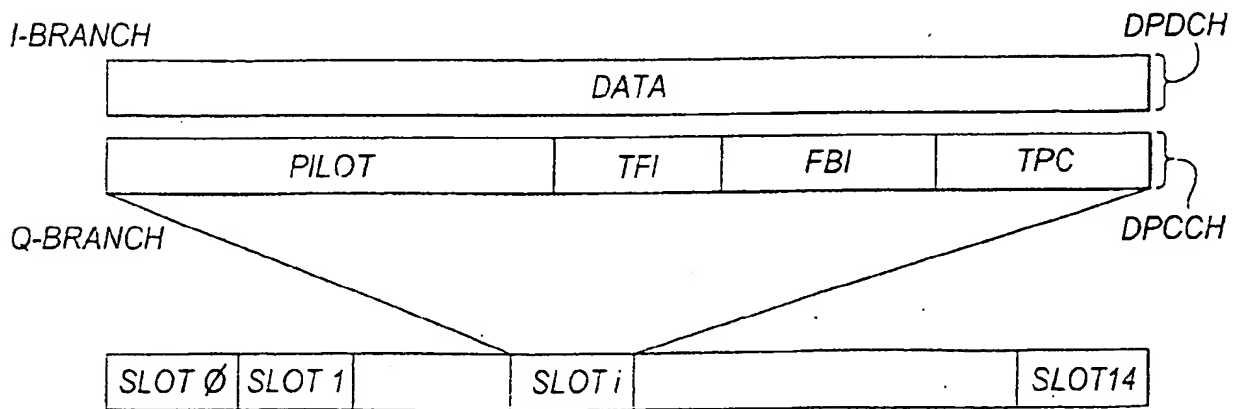 I-BRANCH
DPDCH
DATA
PILOT TFI FBI TPC
Q-BRANCH
DPCCH
SLOT Ø SLOT 1 SLOT i SLOT14